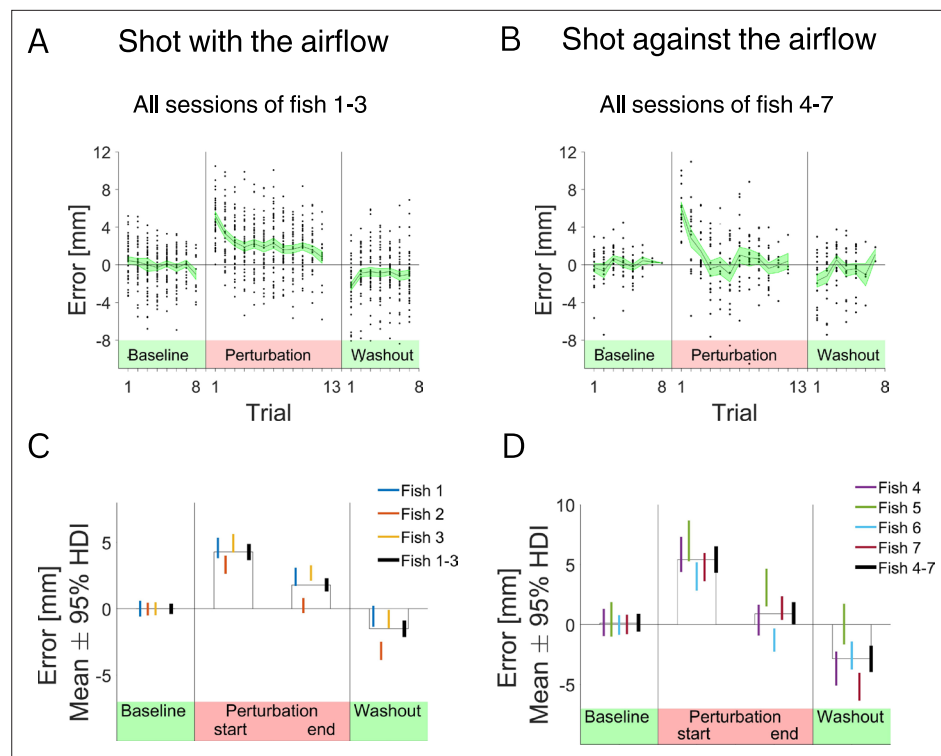 A
Shot with the airflow
All sessions of fish 1-3
12
8
4
0
-4
-8
Error [mm]
Baseline
Perturbation
Washout
1
8
1
13
1
8
Trial
B
Shot against the airflow
All sessions of fish 4-7
12
8
4
0
-4
-8
Error [mm]
Baseline
Perturbation
Washout
1
8
1
13
1
8
Trial
C
Fish 1
Fish 2
Fish 3
Fish 1-3
5
0
-5
Error [mm]
Mean ± 95% HDI
Baseline
Perturbation
start end
Washout
D
Fish 4
Fish 5
Fish 6
Fish 7
Fish 4-7
10
5
0
-5
Error [mm]
Mean ± 95% HDI
Baseline
Perturbation
start end
Washout